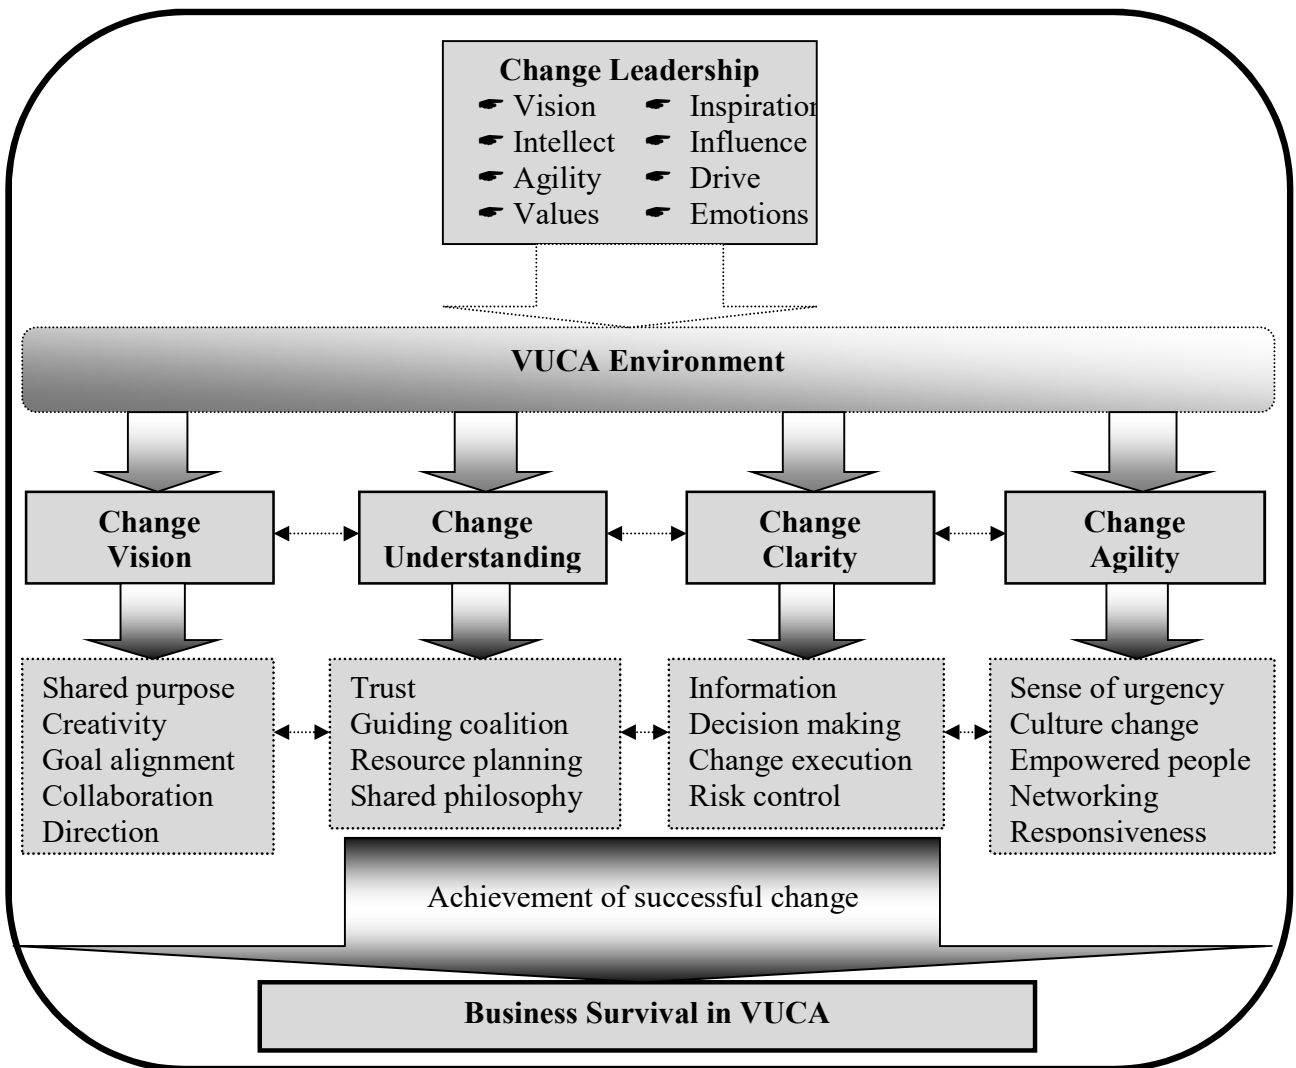 Change Leadership
☛ Vision ☛ Inspiration
☛ Intellect ☛ Influence
☛ Agility ☛ Drive
☛ Values ☛ Emotions
VUCA Environment
Change
Vision
Change
Understanding
Change
Clarity
Change
Agility
Shared purpose
Creativity
Goal alignment
Collaboration
Direction
Trust
Guiding coalition
Resource planning
Shared philosophy
Information
Decision making
Change execution
Risk control
Sense of urgency
Culture change
Empowered people
Networking
Responsiveness
Achievement of successful change
Business Survival in VUCA